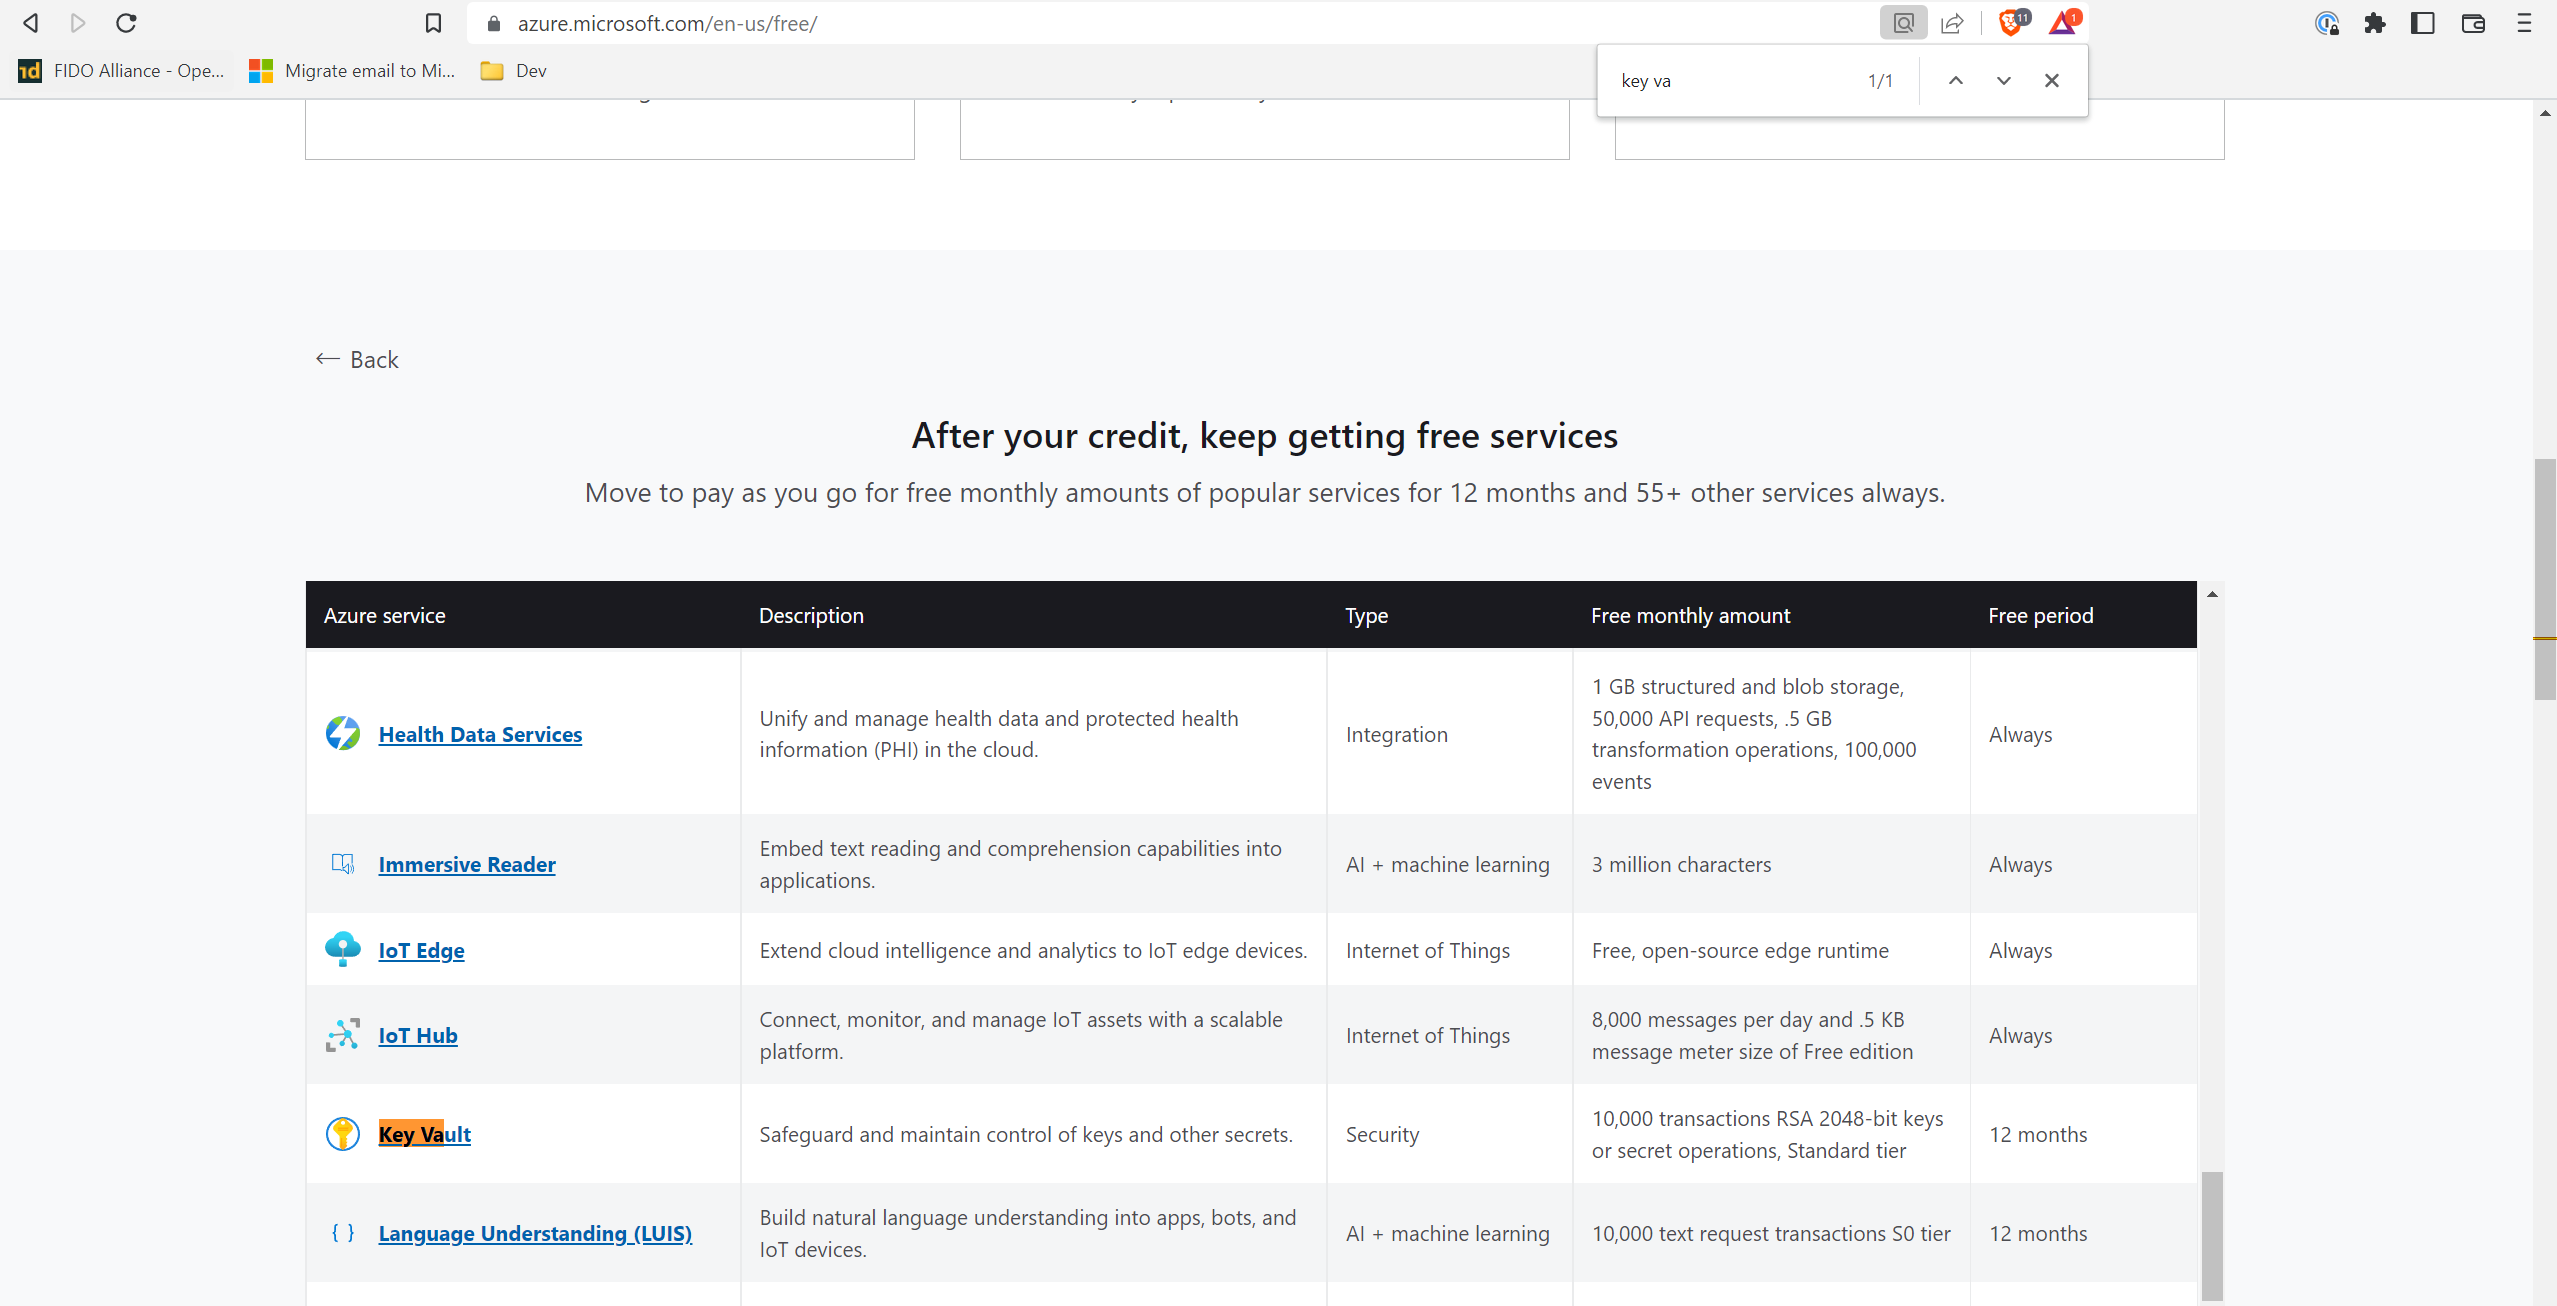 azure.microsoft.com/en-us/free/
11
1
FIDO Alliance - Ope...
Migrate email to Mi...
Dev
key va
1/1
Back
After your credit, keep getting free services
Move to pay as you go for free monthly amounts of popular services for 12 months and 55+ other services always.
Azure service
Description
Type
Free monthly amount
Free period
Health Data Services
Unify and manage health data and protected health
information (PHI) in the cloud.
Integration
1 GB structured and blob storage,
50,000 API requests, .5 GB
transformation operations, 100,000
events
Always
Immersive Reader
Embed text reading and comprehension capabilities into
applications.
AI + machine learning
3 million characters
Always
IoT Edge
Extend cloud intelligence and analytics to IoT edge devices.
Internet of Things
Free, open-source edge runtime
Always
IoT Hub
Connect, monitor, and manage IoT assets with a scalable
platform.
Internet of Things
8,000 messages per day and .5 KB
message meter size of Free edition
Always
Key Vault
Safeguard and maintain control of keys and other secrets.
Security
10,000 transactions RSA 2048-bit keys
or secret operations, Standard tier
12 months
Language Understanding (LUIS)
Build natural language understanding into apps, bots, and
IoT devices.
AI + machine learning
10,000 text request transactions S0 tier
12 months